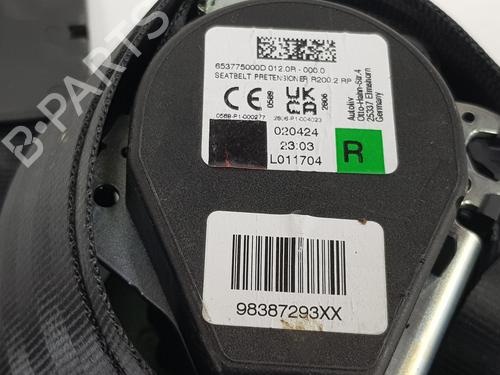 B-PARTS
653775000D 012.0R - 000.0
SEATBELT PRETENSIONER R200.2 RP
CE 0589 UK CA 2806
0589-P1-000277 2806-P1-004023
Autoliv
Otto-Hahn-Str.4
25337 Elmshorn
Germany
020424
23:03
L011704
R
98387293XX